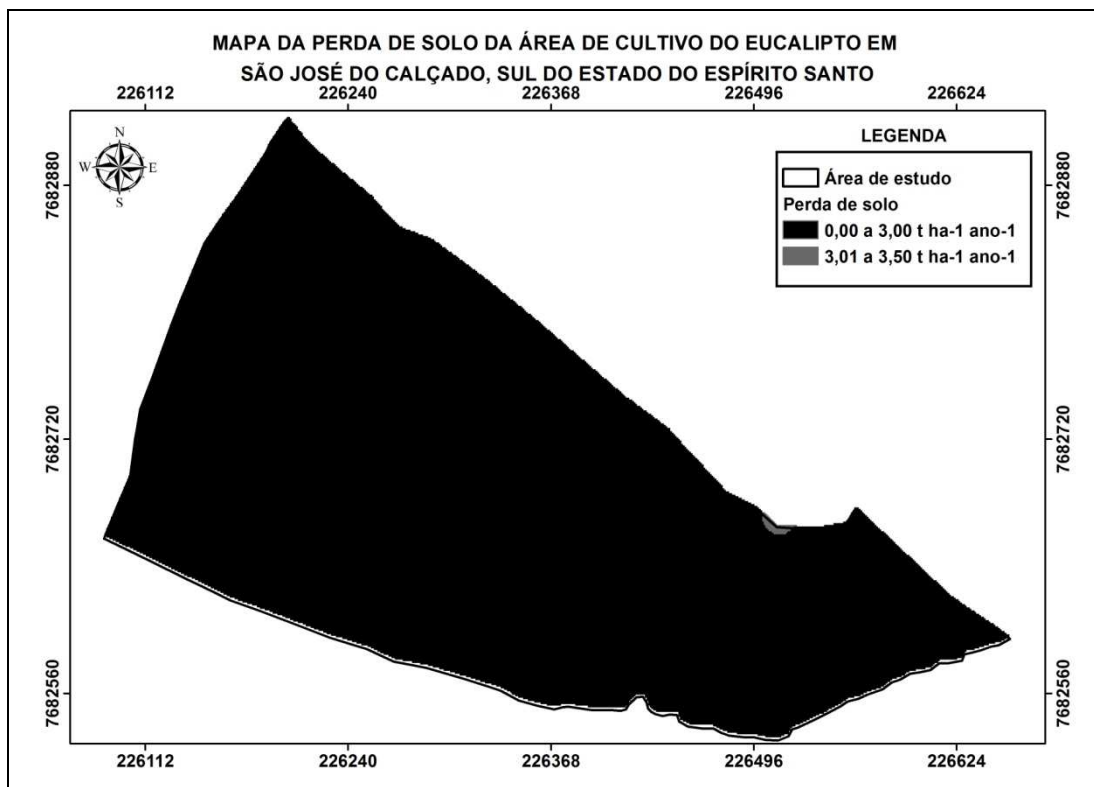 MAPA DA PERDA DE SOLO DA ÁREA DE CULTIVO DO EUCALIPTO EM
SÃO JOSÉ DO CALÇADO, SUL DO ESTADO DO ESPÍRITO SANTO
226112 226240 226368 226496 226624
N
W E
S
LEGENDA
Área de estudo
Perda de solo
0,00 a 3,00 t ha-1 ano-1
3,01 a 3,50 t ha-1 ano-1
7682880 7682880
7682720 7682720
7682560 7682560
226112 226240 226368 226496 226624